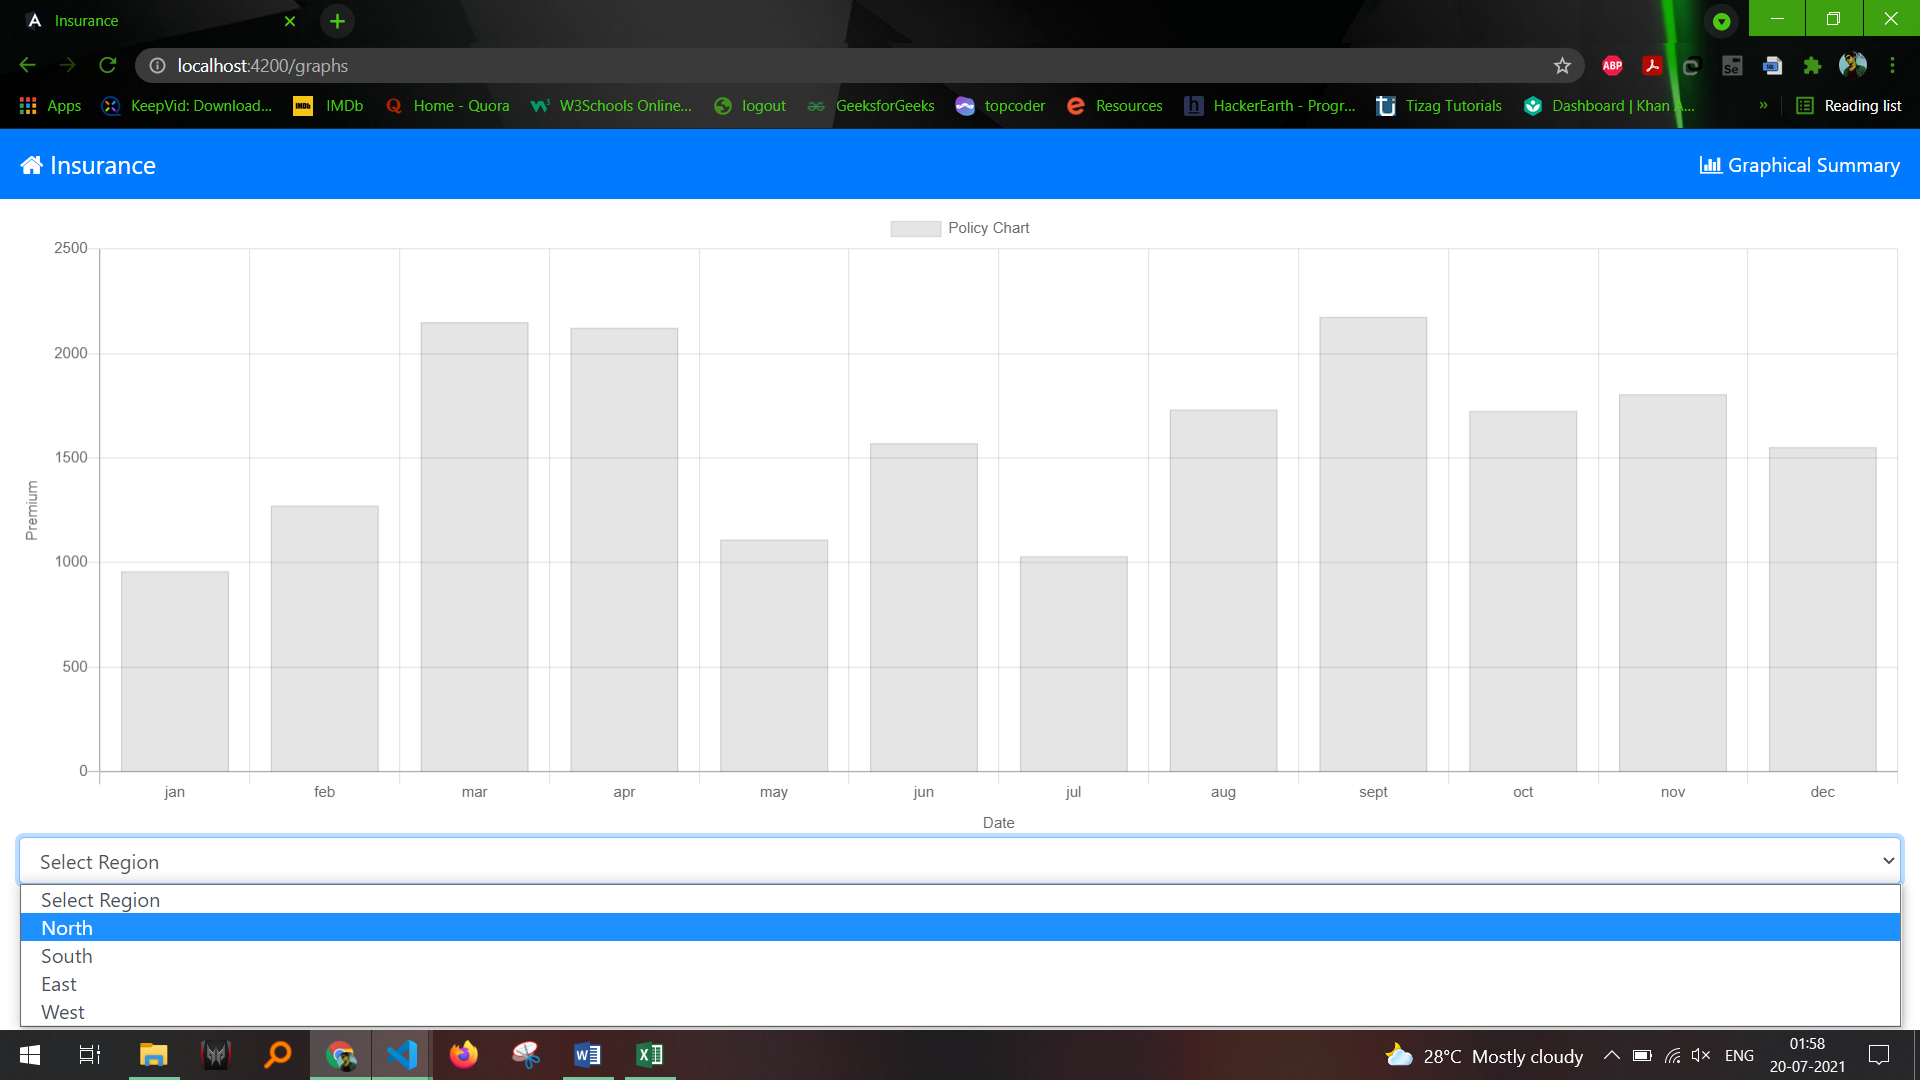 Insurance
localhost:4200/graphs
ABP
Se
SQL
Apps KeepVid: Download... IMDb IMDb Home - Quora W3Schools Online... logout GeeksforGeeks topcoder Resources HackerEarth - Progr... Tizag Tutorials Dashboard | Khan A... » Reading list
Insurance
Graphical Summary
Policy Chart
2500
2000
1500
1000
500
0
Premium
jan feb mar apr may jun jul aug sept oct nov dec
Date
Select Region
Select Region
North
South
East
West
28°C Mostly cloudy
ENG
01:58
20-07-2021